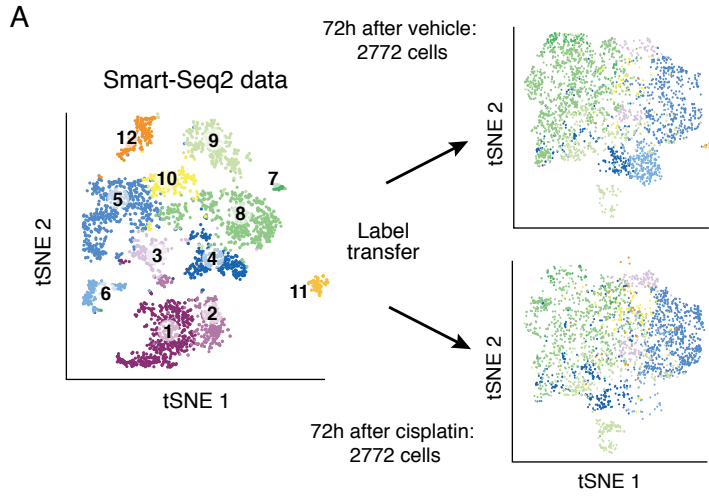 A
72h after vehicle:
2772 cells
Smart-Seq2 data
12
9
7
10
5
8
3
4
6
11
2
1
tSNE 2
tSNE 1
Label
transfer
tSNE 2
tSNE 2
72h after cisplatin:
2772 cells
tSNE 1